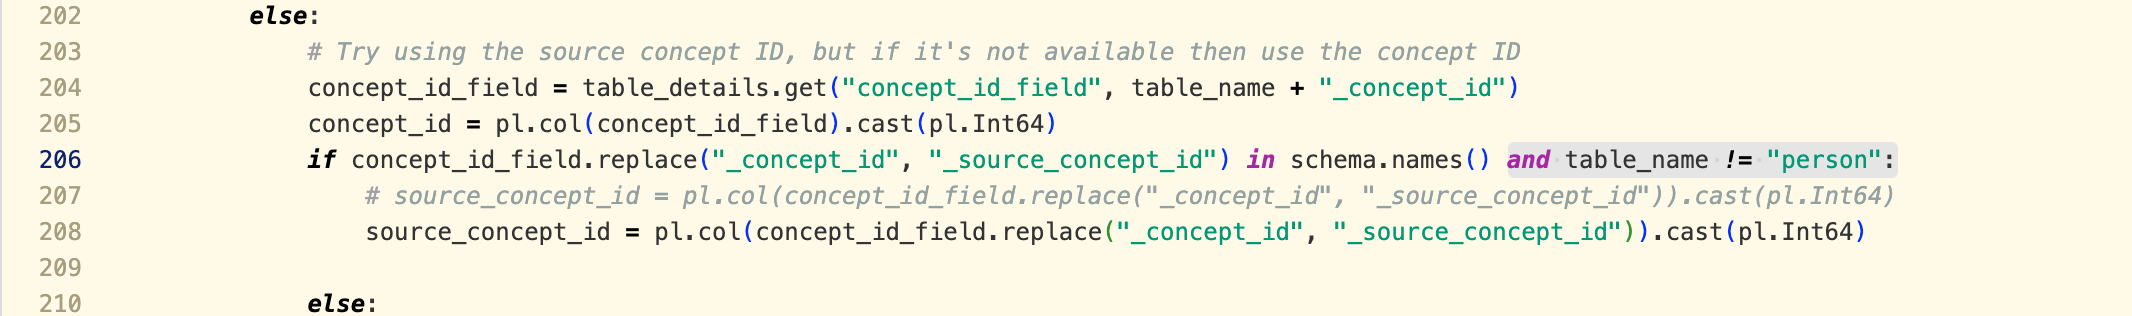 202 else:
203 # Try using the source concept ID, but if it's not available then use the concept ID
204 concept_id_field = table_details.get("concept_id_field", table_name + "_concept_id")
205 concept_id = pl.col(concept_id_field).cast(pl.Int64)
206 if concept_id_field.replace("_concept_id", "_source_concept_id") in schema.names() and table_name != "person":
207 # source_concept_id = pl.col(concept_id_field.replace("_concept_id", "_source_concept_id")).cast(pl.Int64)
208 source_concept_id = pl.col(concept_id_field.replace("_concept_id", "_source_concept_id")).cast(pl.Int64)
209
210 else: